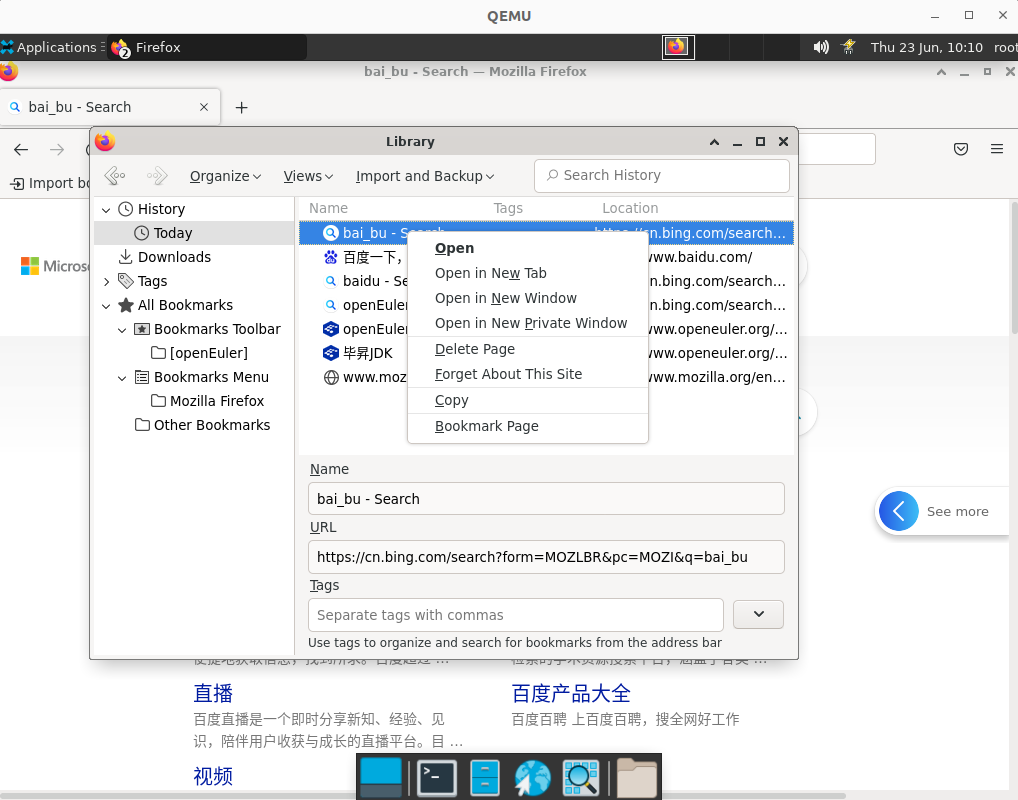 QEMU
Applications
Firefox
Thu 23 Jun, 10:10 root
bai_bu - Search — Mozilla Firefox
bai_bu - Search
Library
Organize Views Import and Backup
Search History
Import
Name Tags Location
History
Today
Downloads
Tags
All Bookmarks
Bookmarks Toolbar
[openEuler]
Bookmarks Menu
Mozilla Firefox
Other Bookmarks
bai_bu - Search https://cn.bing.com/search…
百度一下， www.baidu.com/
baidu - Se n.bing.com/search…
openEuler n.bing.com/search…
openEuler www.openeuler.org/…
毕昇JDK www.openeuler.org/…
www.moz www.mozilla.org/en…
Open
Open in New Tab
Open in New Window
Open in New Private Window
Delete Page
Forget About This Site
Copy
Bookmark Page
Name
bai_bu - Search
URL
https://cn.bing.com/search?form=MOZLBR&pc=MOZI&q=bai_bu
Tags
Separate tags with commas
Use tags to organize and search for bookmarks from the address bar
Microso
See more
直播
百度直播是一个即时分享新知、经验、见
识，陪伴用户收获与成长的直播平台。目 …
视频
百度产品大全
百度百聘 上百度百聘，搜全网好工作